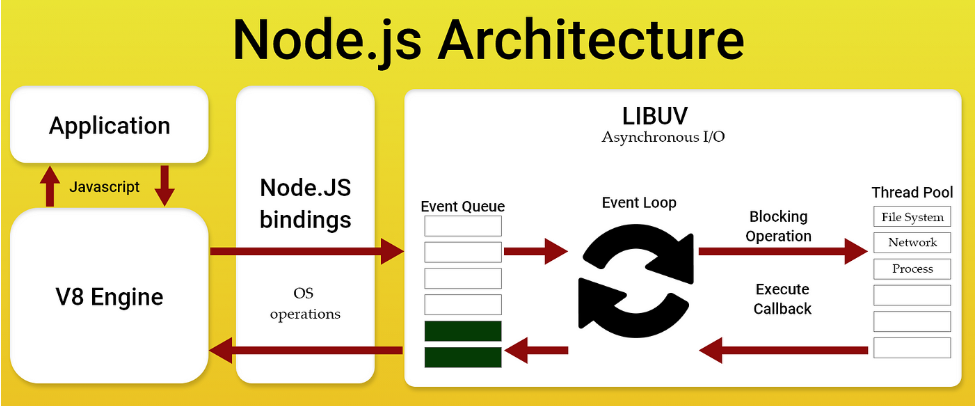 Node.js Architecture
Application
Javascript
V8 Engine
Node.JS
bindings
OS
operations
LIBUV
Asynchronous I/O
Event Queue
Event Loop
Blocking
Operation
Execute
Callback
Thread Pool
File System
Network
Process